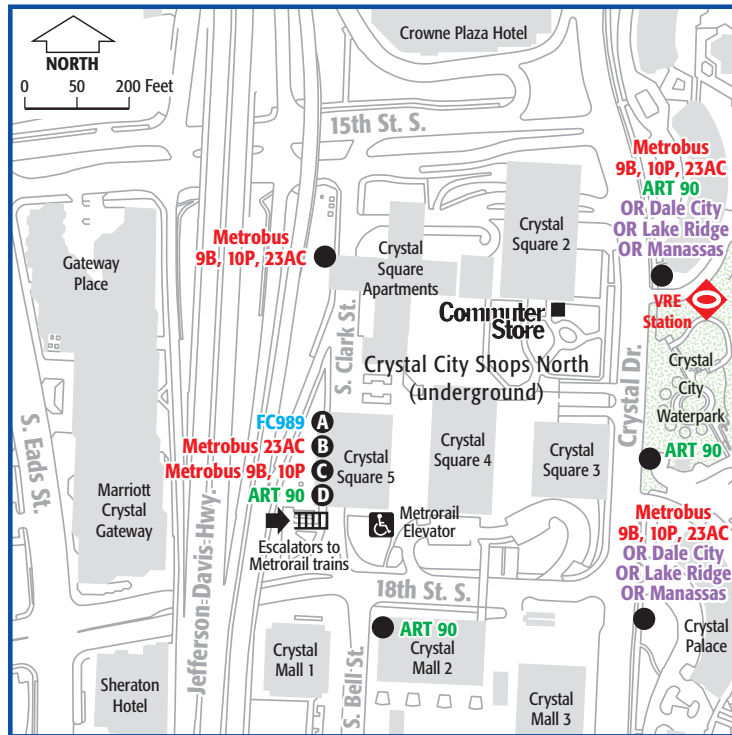 Crowne Plaza Hotel
NORTH
0 50 200 Feet
15th St. S.
Metrobus
9B, 10P, 23AC
ART 90
OR Dale City
OR Lake Ridge
OR Manassas
Crystal
Square 2
Metrobus
9B, 10P, 23AC
Crystal
Square
Apartments
Gateway
Place
VRE
Station
Commuter
Store
S. Clark St.
Crystal City Shops North
(underground)
Crystal Dr.
Crystal
City
Waterpark
S. Eads St.
FC989 A
Metrobus 23AC B
Metrobus 9B, 10P C
ART 90 D
Crystal
Square 5
Crystal
Square 4
Crystal
Square 3
ART 90
Marriott
Crystal
Gateway
Jefferson-Davis-Hwy.
Escalators to
Metrorail trains
Metrorail
Elevator
Metrobus
9B, 10P, 23AC
OR Dale City
OR Lake Ridge
OR Manassas
18th St. S.
ART 90
Crystal
Palace
Crystal
Mall 1
S. Bell St.
Crystal
Mall 2
Sheraton
Hotel
Crystal
Mall 3